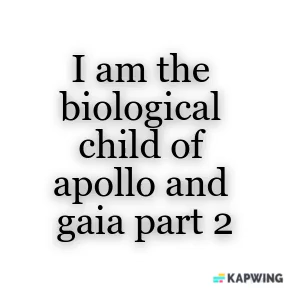 I am the
biological
child of
apollo and
gaia part 2
KAPWING